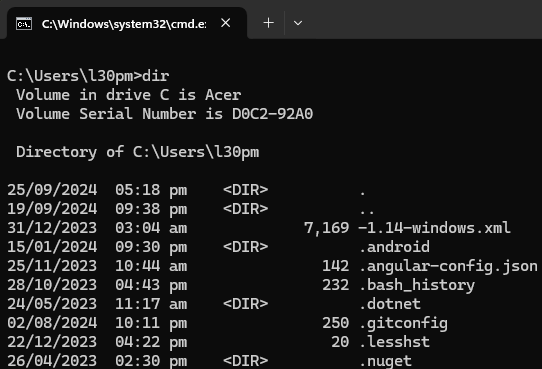 C:\Windows\system32\cmd.e:
C:\Users\l30pm>dir
Volume in drive C is Acer
Volume Serial Number is D0C2-92A0
Directory of C:\Users\l30pm
25/09/2024 05:18 pm <DIR> .
19/09/2024 09:38 pm <DIR> ..
31/12/2023 03:04 am 7,169 -1.14-windows.xml
15/01/2024 09:30 pm <DIR> .android
25/11/2023 10:44 am 142 .angular-config.json
28/10/2023 04:43 pm 232 .bash_history
24/05/2023 11:17 am <DIR> .dotnet
02/08/2024 10:11 pm 250 .gitconfig
22/12/2023 04:22 pm 20 .lesshst
26/04/2023 02:30 pm <DIR> .nuget